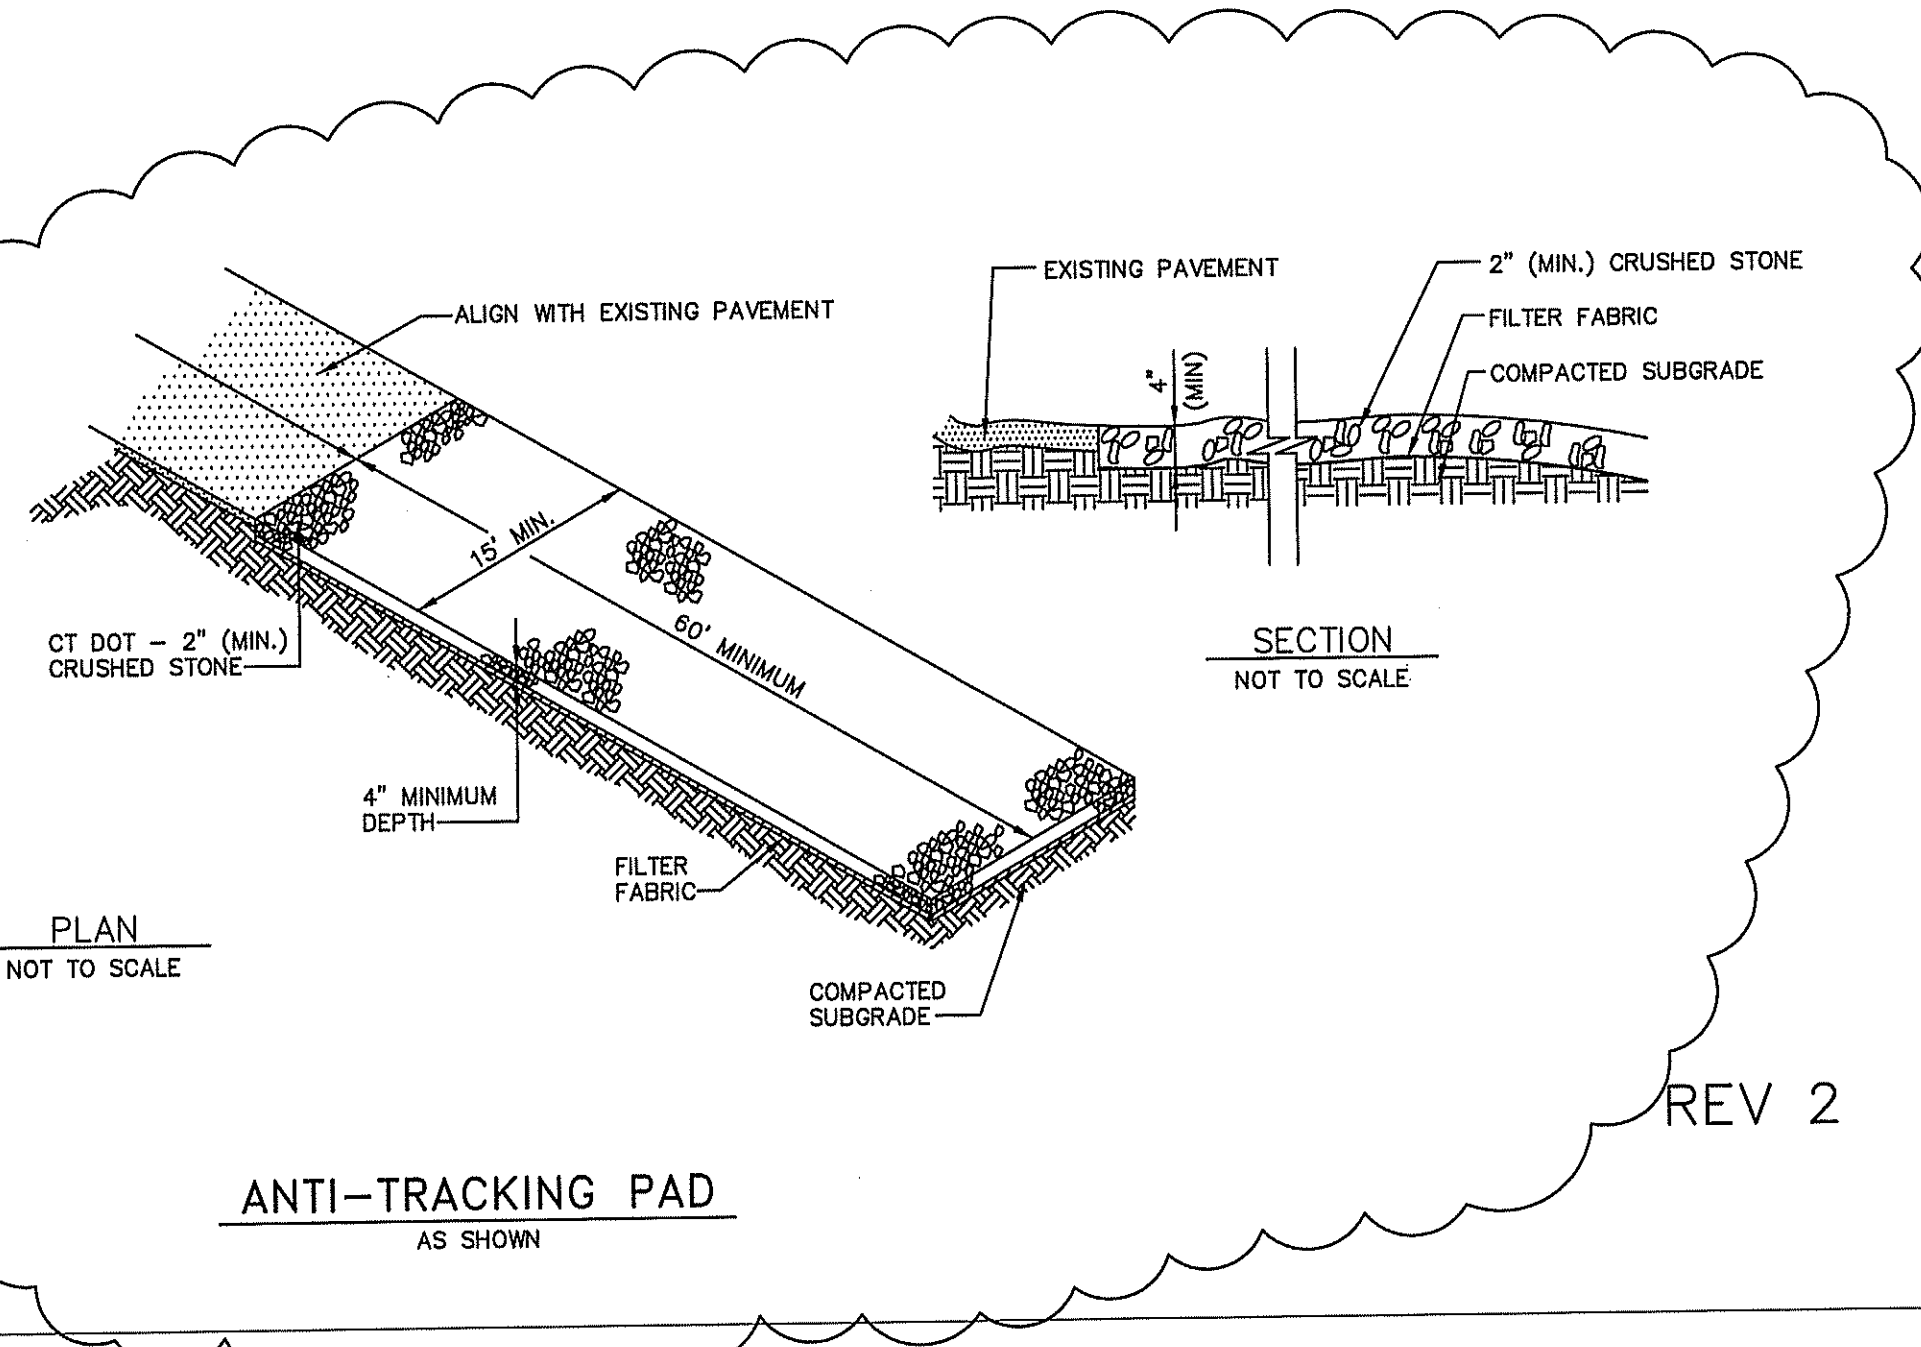 ALIGN WITH EXISTING PAVEMENT
15' MIN.
60' MINIMUM
CT DOT - 2" (MIN.)
CRUSHED STONE
4" MINIMUM
DEPTH
FILTER
FABRIC
COMPACTED
SUBGRADE
PLAN
NOT TO SCALE
EXISTING PAVEMENT
4"
(MIN)
2" (MIN.) CRUSHED STONE
FILTER FABRIC
COMPACTED SUBGRADE
SECTION
NOT TO SCALE
REV 2
ANTI-TRACKING PAD
AS SHOWN